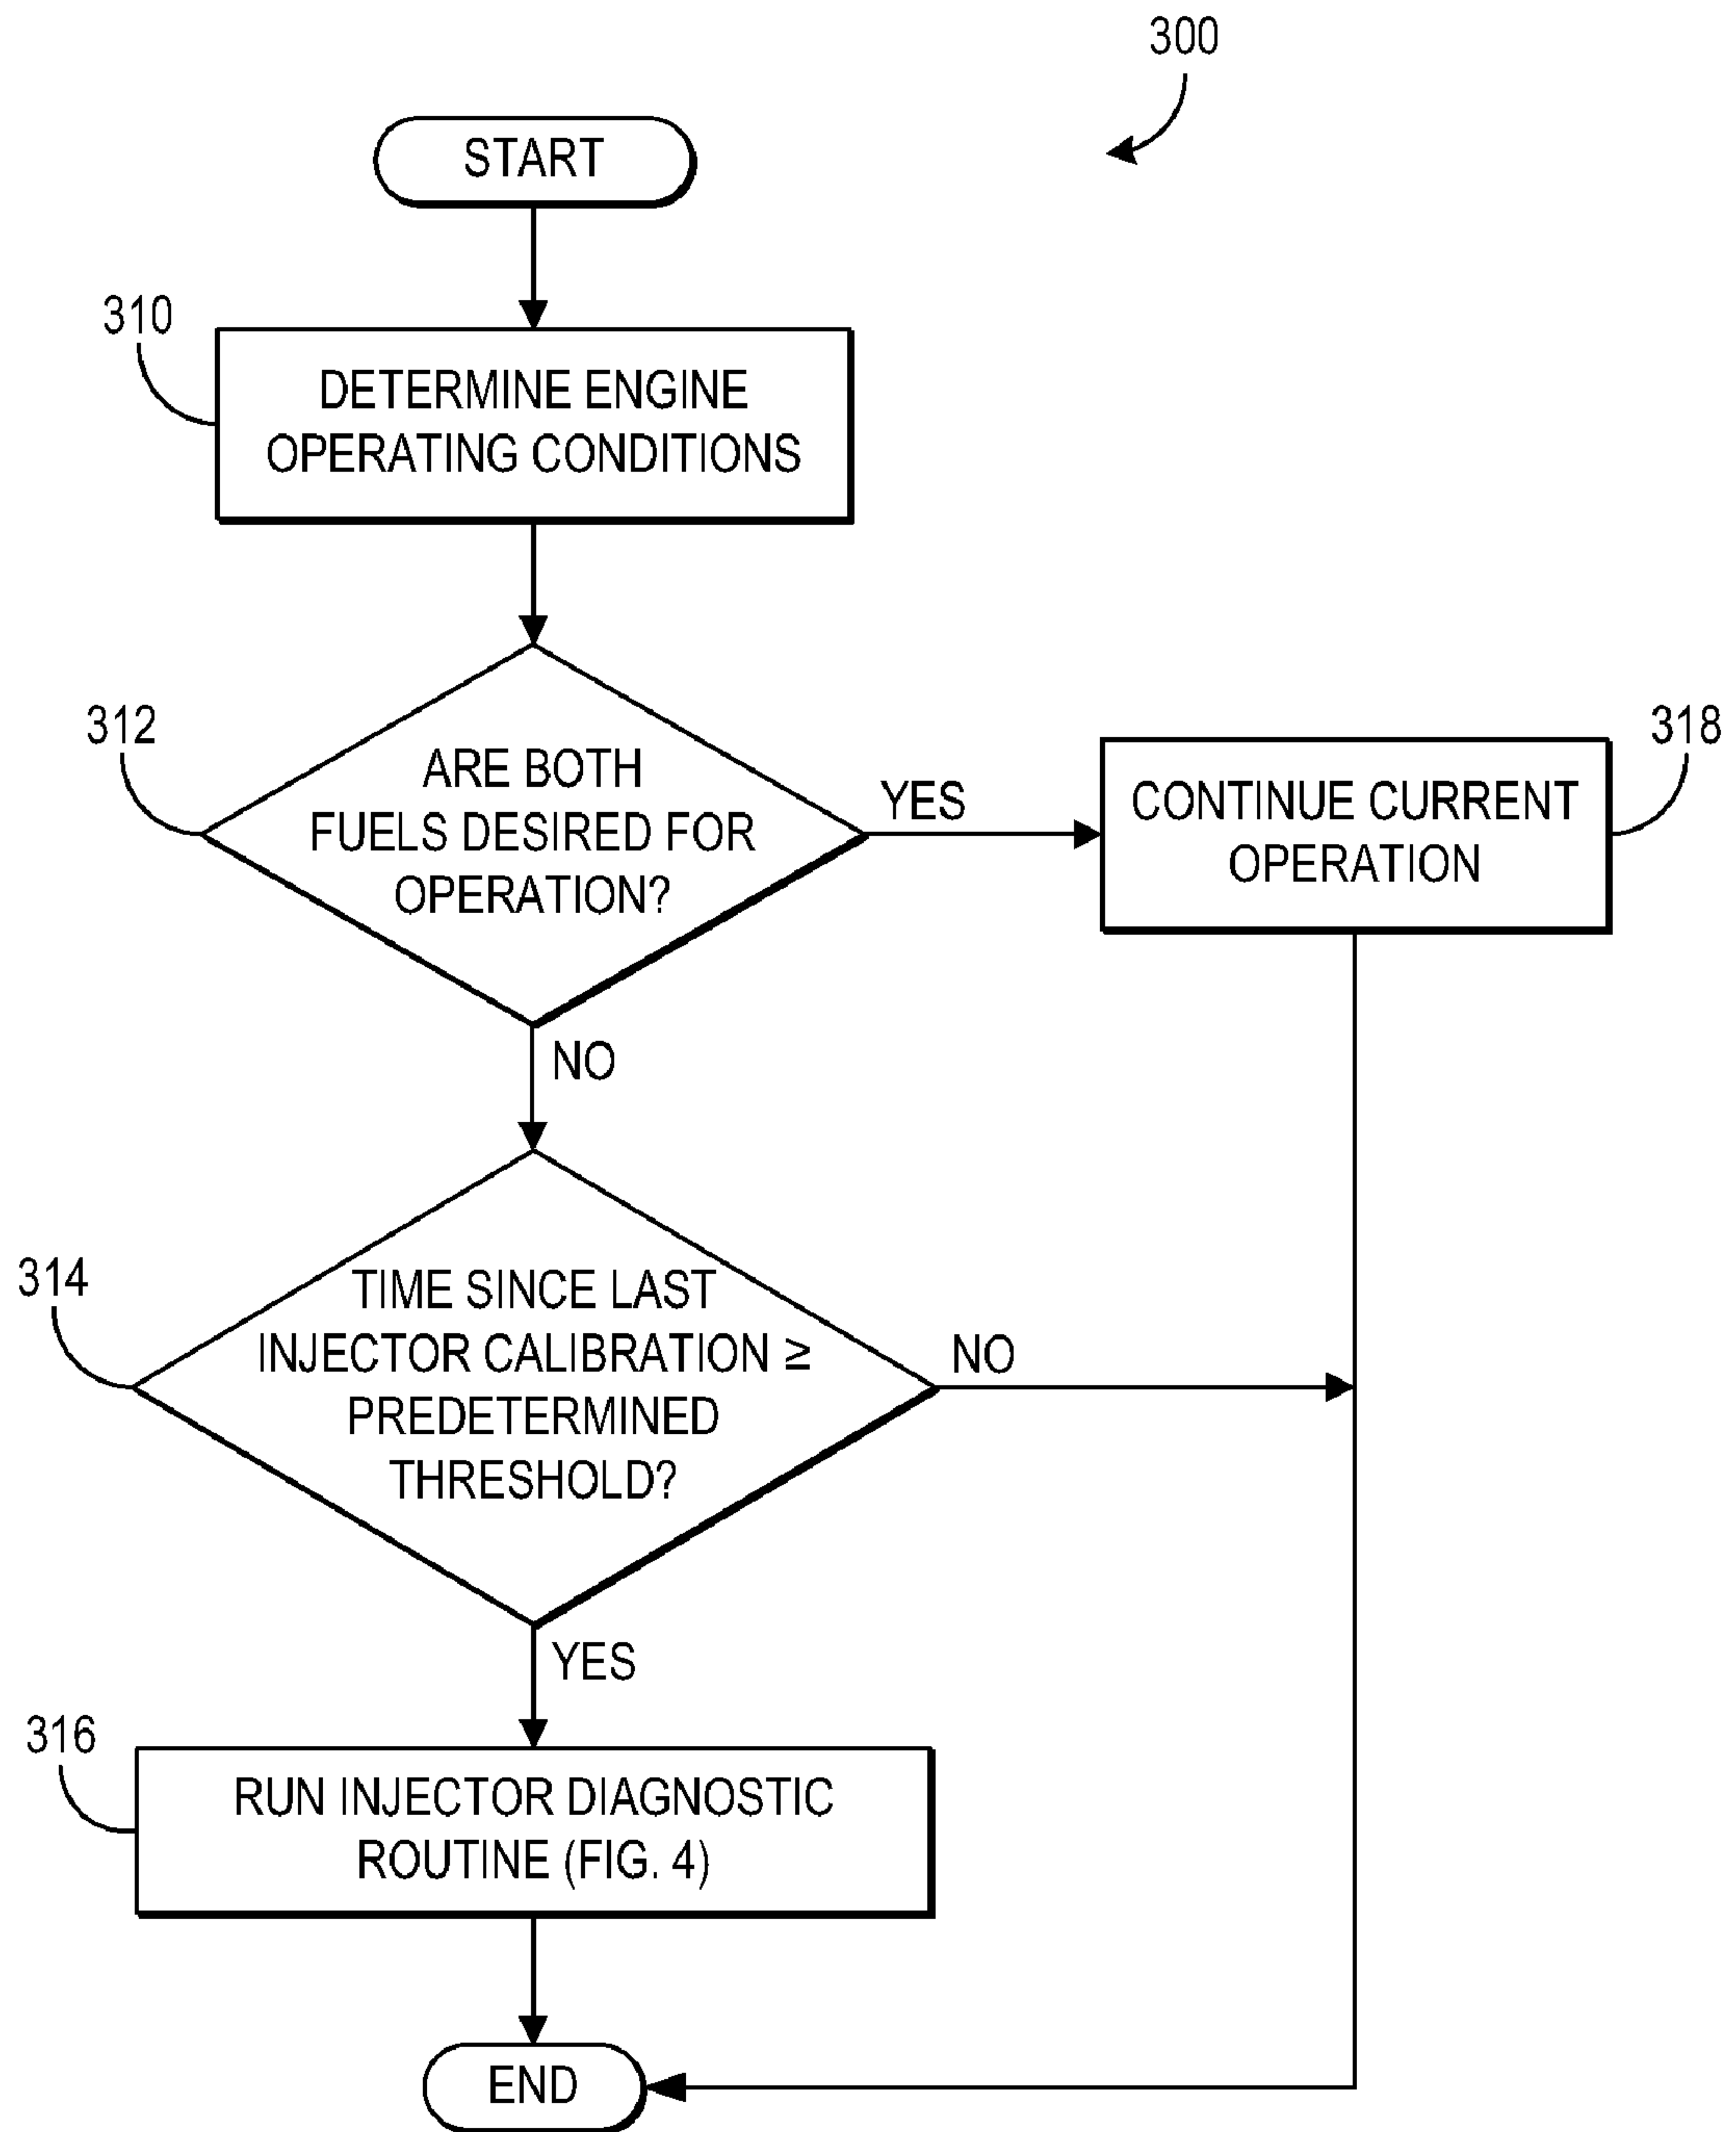 300
START
310
DETERMINE ENGINE
OPERATING CONDITIONS
312
ARE BOTH
FUELS DESIRED FOR
OPERATION?
YES
318
CONTINUE CURRENT
OPERATION
NO
314
TIME SINCE LAST
INJECTOR CALIBRATION ≥
PREDETERMINED
THRESHOLD?
NO
YES
316
RUN INJECTOR DIAGNOSTIC
ROUTINE (FIG. 4)
END